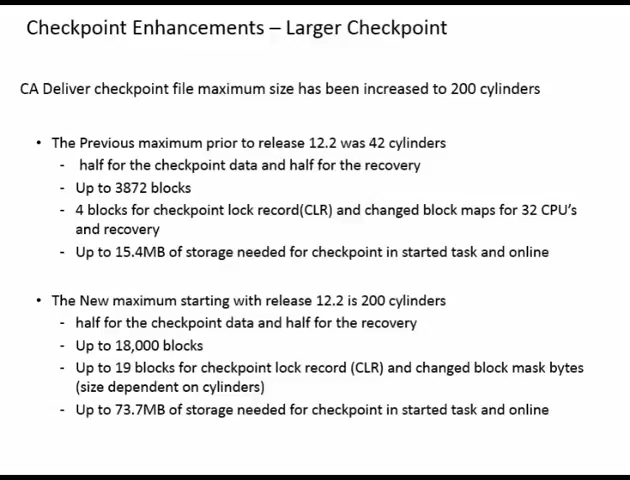 Checkpoint Enhancements – Larger Checkpoint
CA Deliver checkpoint file maximum size has been increased to 200 cylinders
• The Previous maximum prior to release 12.2 was 42 cylinders
- half for the checkpoint data and half for the recovery
- Up to 3872 blocks
- 4 blocks for checkpoint lock record(CLR) and changed block maps for 32 CPU's
and recovery
- Up to 15.4MB of storage needed for checkpoint in started task and online
• The New maximum starting with release 12.2 is 200 cylinders
- half for the checkpoint data and half for the recovery
- Up to 18,000 blocks
- Up to 19 blocks for checkpoint lock record (CLR) and changed block mask bytes
(size dependent on cylinders)
- Up to 73.7MB of storage needed for checkpoint in started task and online